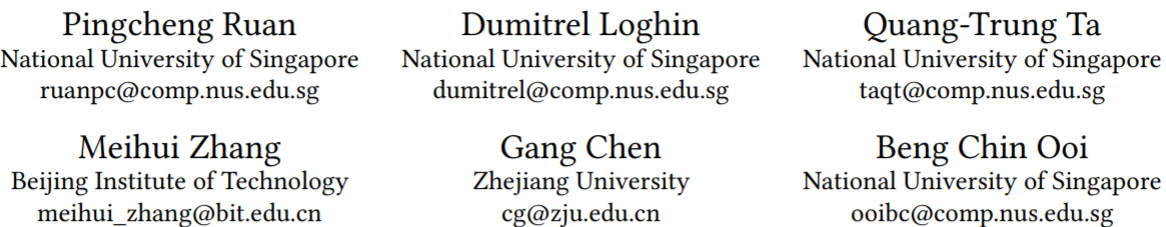 Pingcheng Ruan
National University of Singapore
ruanpc@comp.nus.edu.sg
Dumitrel Loghin
National University of Singapore
dumitrel@comp.nus.edu.sg
Quang-Trung Ta
National University of Singapore
taqt@comp.nus.edu.sg
Meihui Zhang
Beijing Institute of Technology
meihui_zhang@bit.edu.cn
Gang Chen
Zhejiang University
cg@zju.edu.cn
Beng Chin Ooi
National University of Singapore
ooibc@comp.nus.edu.sg